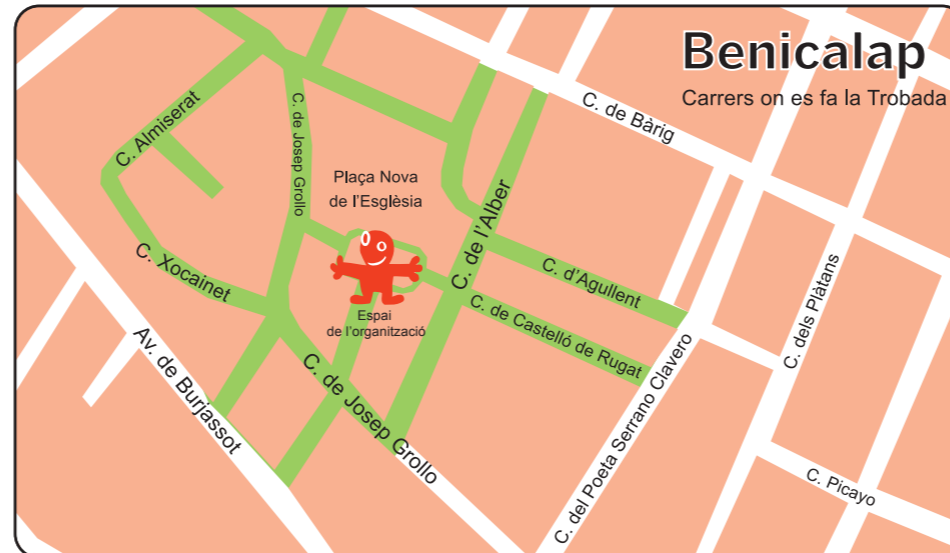 Benicalap
Carrers on es fa la Trobada
C. de Bàrig
C. Almiserat
C. de Josep Grollo
Plaça Nova
de l'Esglèsia
C. de l'Alber
C. Xocainet
C. d'Agullent
C. dels Plàtans
Espai
de l'organització
C. de Castelló de Rugat
Av. de Burjassot
C. de Josep Grollo
C. del Poeta Serrano Clavero
C. Picayo